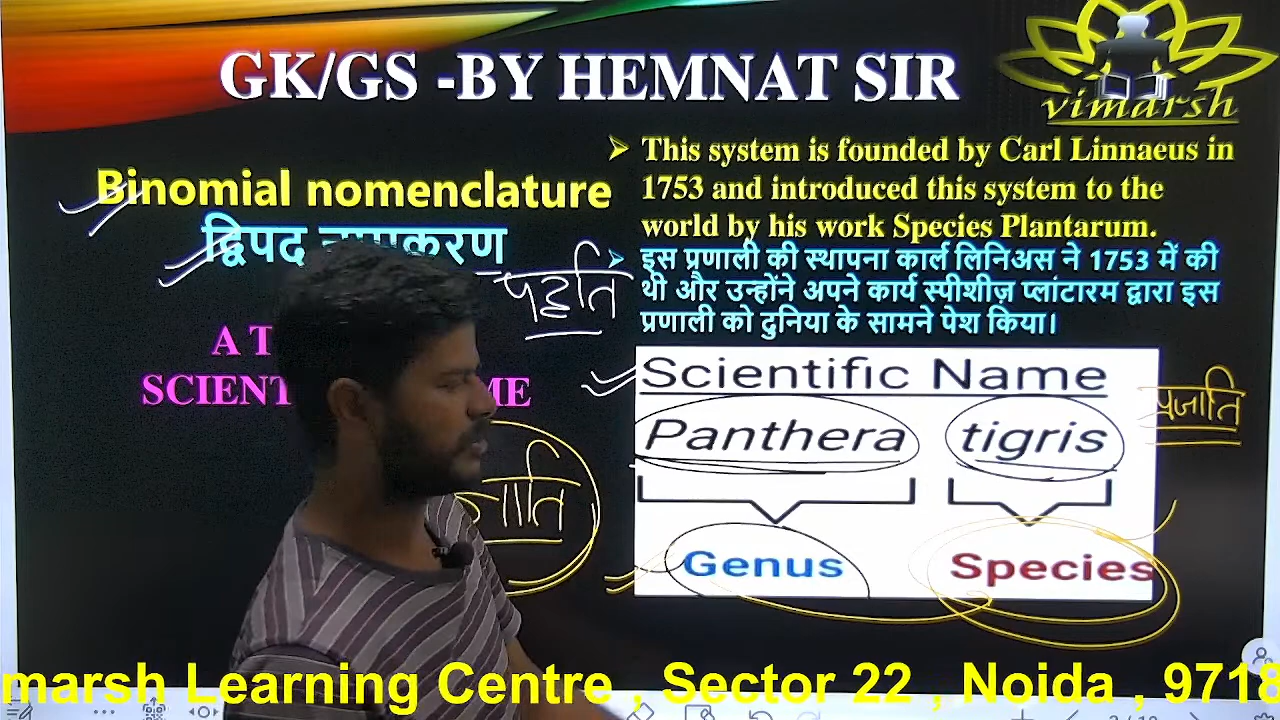 GK/GS -BY HEMNAT SIR
vimarsh
Binomial nomenclature
द्विपद
पद्धति
A T
SCIENT ME
This system is founded by Carl Linnaeus in
1753 and introduced this system to the
world by his work Species Plantarum.
इस प्रणाली की स्थापना कार्ल लिनिअस ने 1753 में की
थी और उन्होंने अपने कार्य स्पीशीज़ प्लांटारम द्वारा इस
प्रणाली को दुनिया के सामने पेश किया।
Scientific Name
प्रजाति
Panthera tigris
Genus Species
marsh Learning Centre , Sector 22 , Noida , 9718